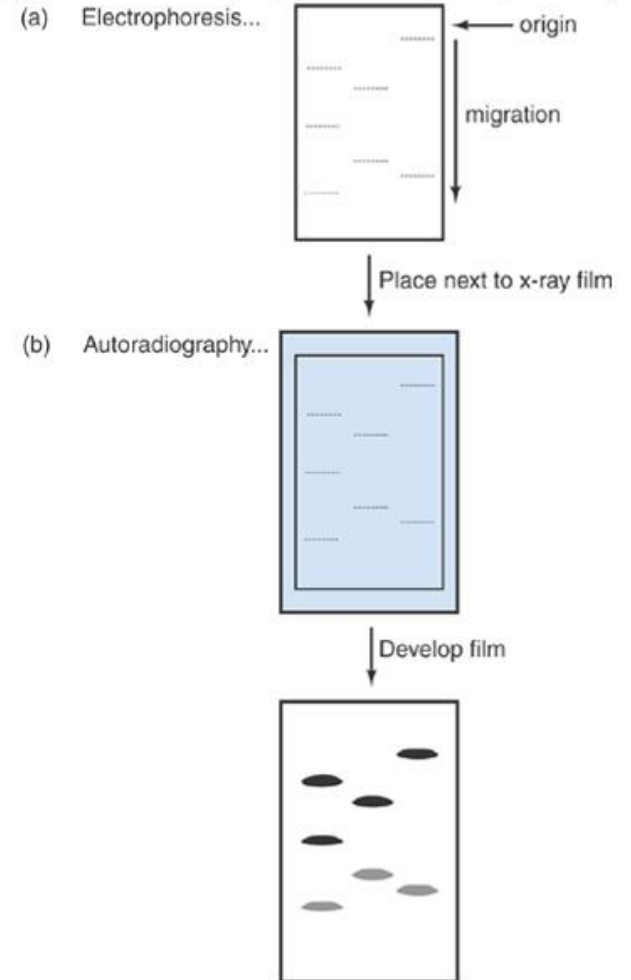 (a) Electrophoresis...
origin
migration
Place next to x-ray film
(b) Autoradiography...
Develop film